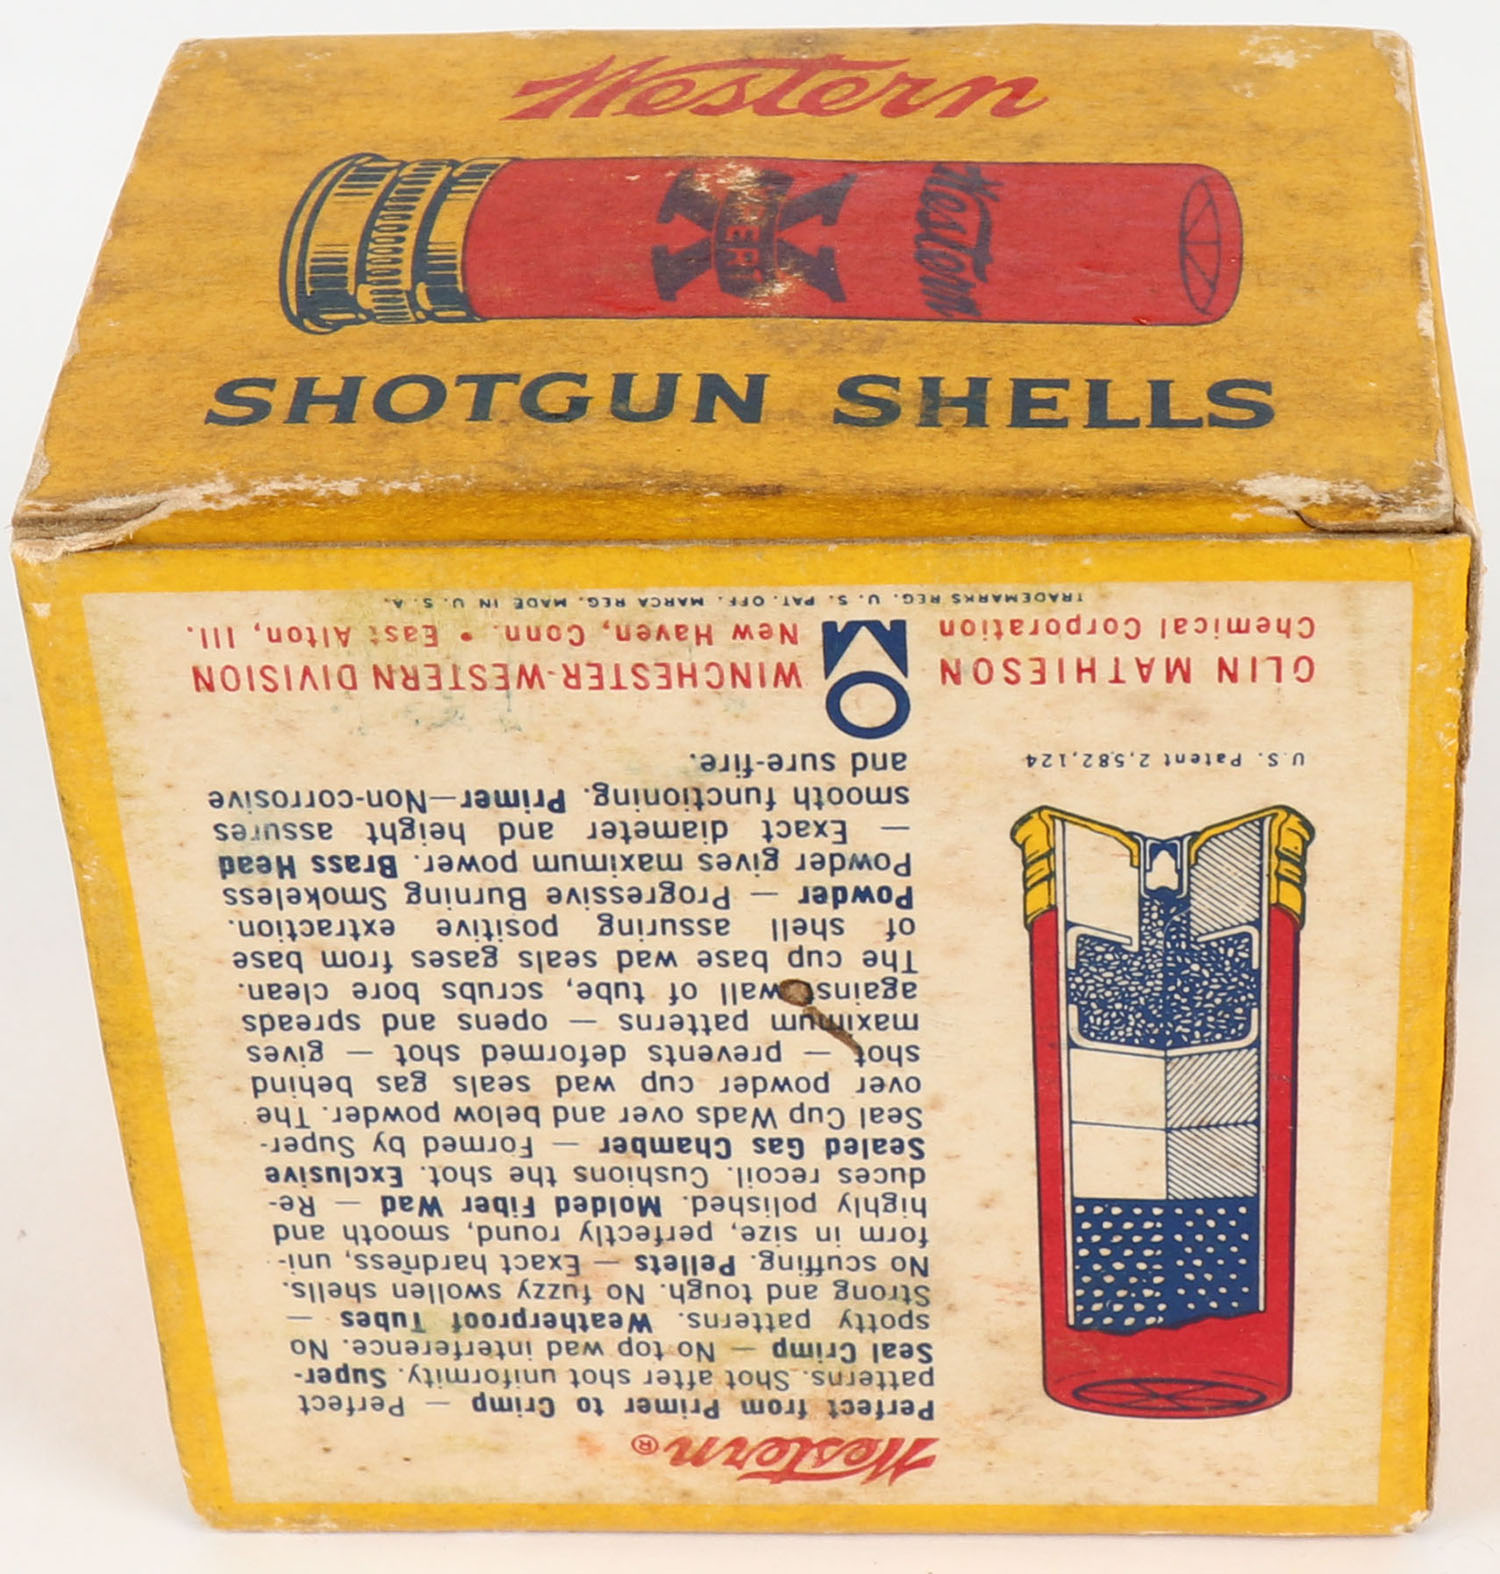 Western
XPERT
Western
SHOTGUN SHELLS
Western®
Perfect from Primer to Crimp — Perfect
patterns. Shot after shot uniformity. Super-
Seal Crimp — No top wad interference. No
spotty patterns. Weatherproof Tubes —
Strong and tough. No fuzzy swollen shells.
No scuffing. Pellets — Exact hardness, uni-
form in size, perfectly round, smooth and
highly polished. Molded Fiber Wad — Re-
duces recoil. Cushions the shot. Exclusive
Sealed Gas Chamber — Formed by Super-
Seal Cup Wads over and below powder. The
over powder cup wad seals gas behind
shot — prevents deformed shot — gives
maximum patterns — opens and spreads
against wall of tube, scrubs bore clean.
The cup base wad seals gases from base
of shell assuring positive extraction.
Powder — Progressive Burning Smokeless
Powder gives maximum power. Brass Head
— Exact diameter and height assures
smooth functioning. Primer—Non-corrosive
and sure-fire.
U.S. Patent 2,582,124
OLIN MATHIESON
Chemical Corporation
WINCHESTER-WESTERN DIVISION
New Haven, Conn. • East Alton, Ill.
TRADEMARKS REG. U. S. PAT. OFF. MARCA REG. MADE IN U. S. A.